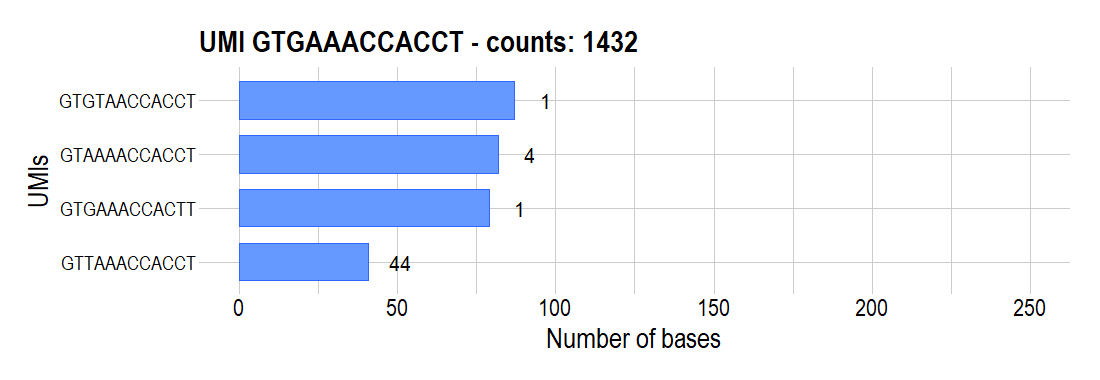 UMI GTGAAACCACCT - counts: 1432
UMIs
GTGTAACCACCT 1
GTAAAACCACCT 4
GTGAAACCACTT 1
GTTAAACCACCT 44
0 50 100 150 200 250
Number of bases